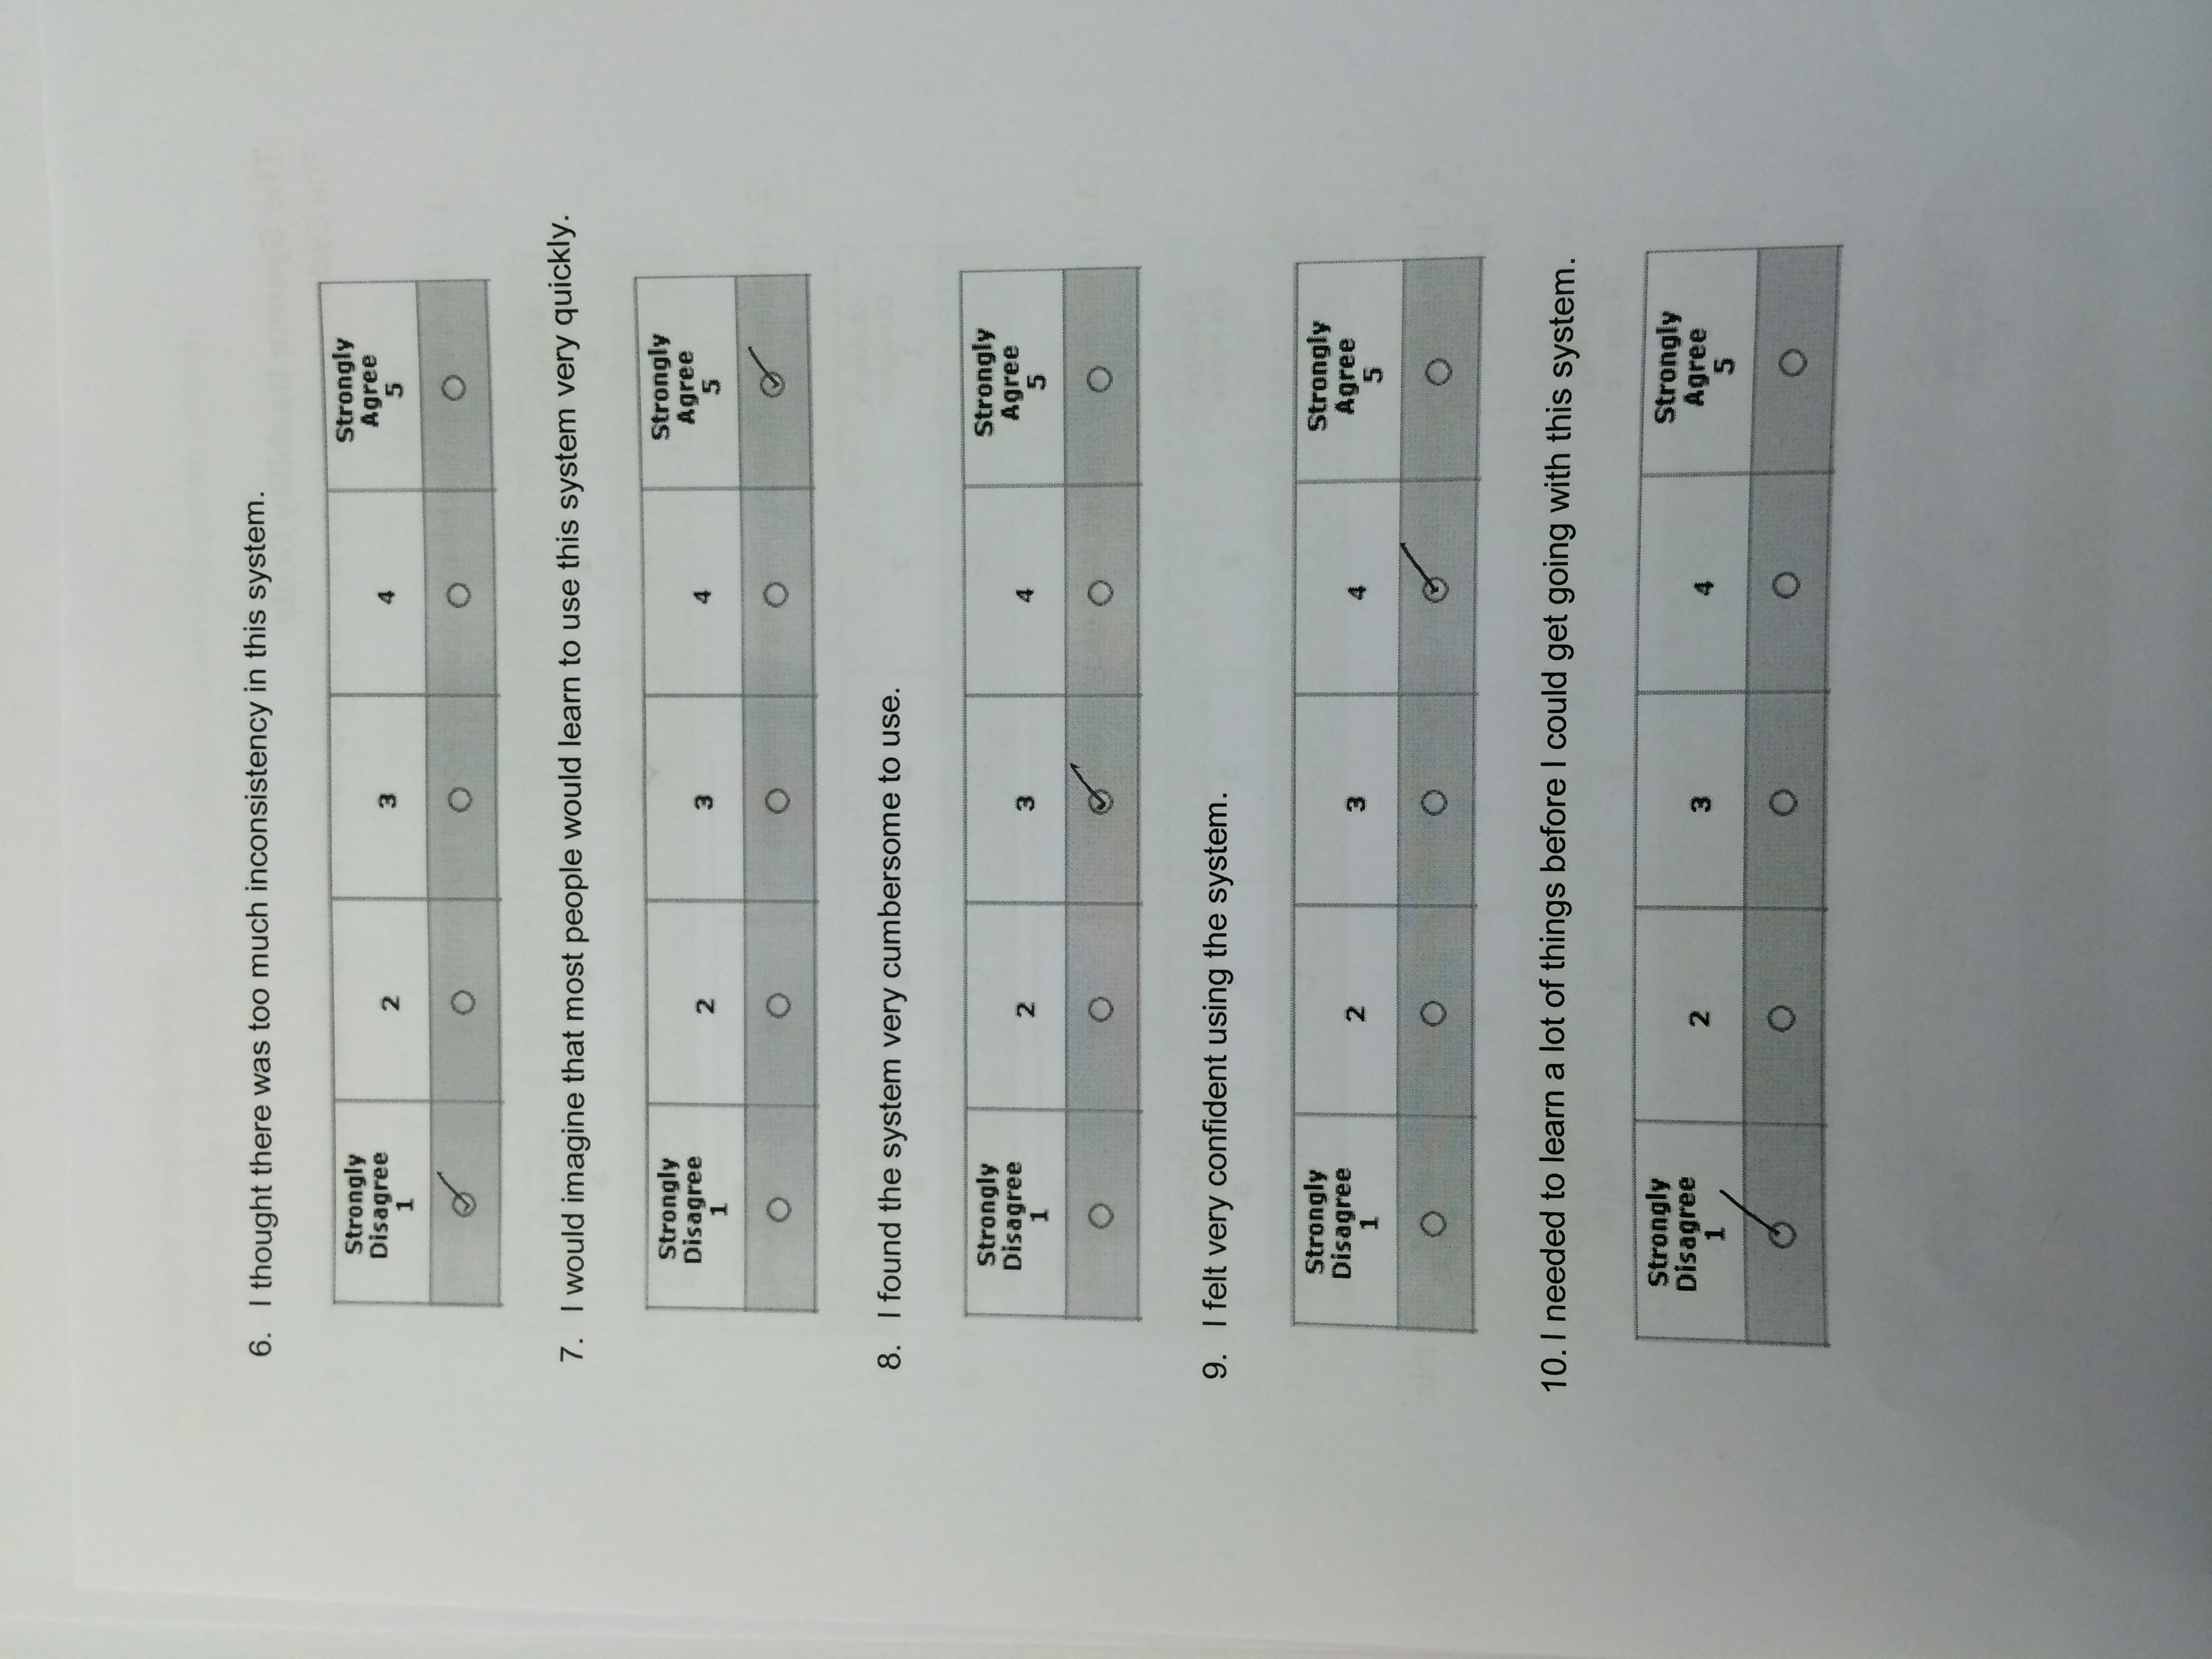 6. I thought there was too much inconsistency in this system.
Strongly Disagree 1 2 3 4 Strongly Agree 5
7. I would imagine that most people would learn to use this system very quickly.
Strongly Disagree 1 2 3 4 Strongly Agree 5
8. I found the system very cumbersome to use.
Strongly Disagree 1 2 3 4 Strongly Agree 5
9. I felt very confident using the system.
Strongly Disagree 1 2 3 4 Strongly Agree 5
10. I needed to learn a lot of things before I could get going with this system.
Strongly Disagree 1 2 3 4 Strongly Agree 5